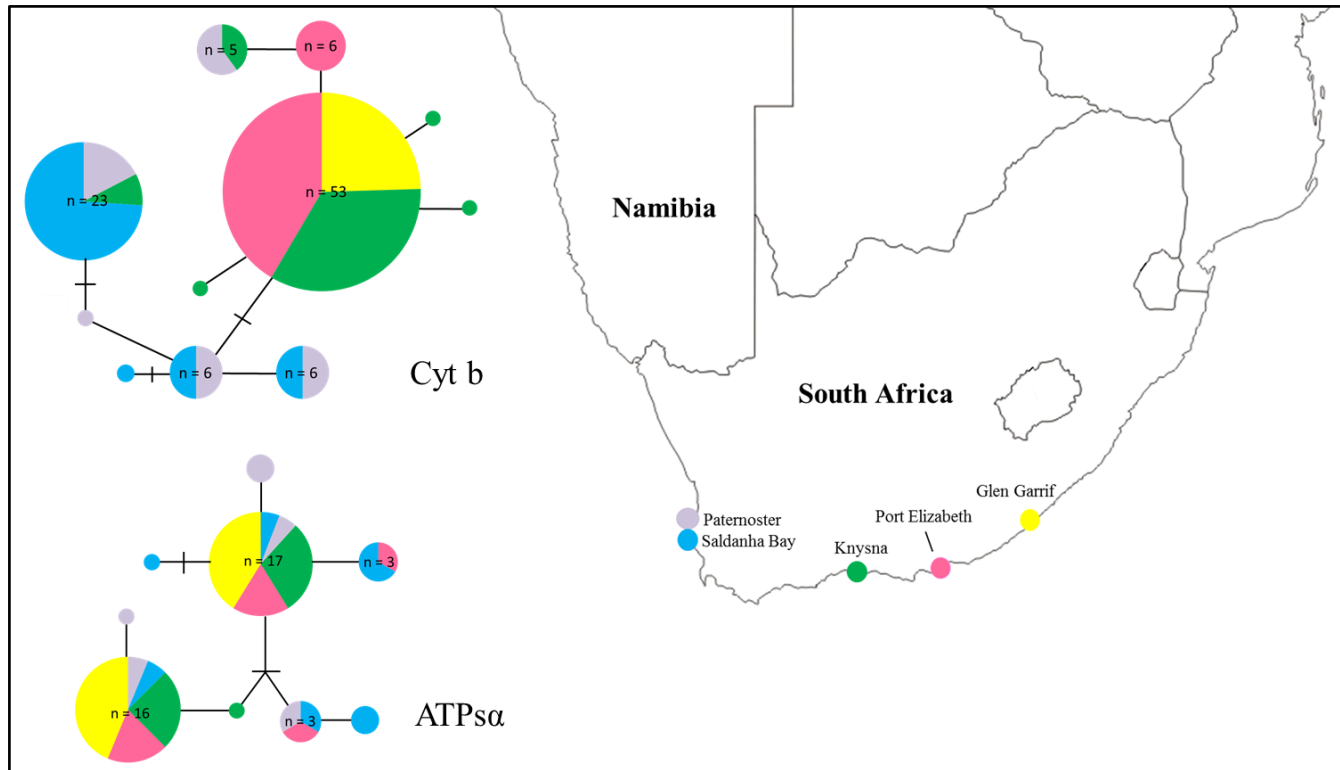 n = 5
n = 6
n = 53
n = 23
n = 6
n = 6
Cyt b
n = 17
n = 3
n = 16
n = 3
ATPsα
Namibia
South Africa
Glen Garrif
Port Elizabeth
Paternoster
Saldanha Bay
Knysna